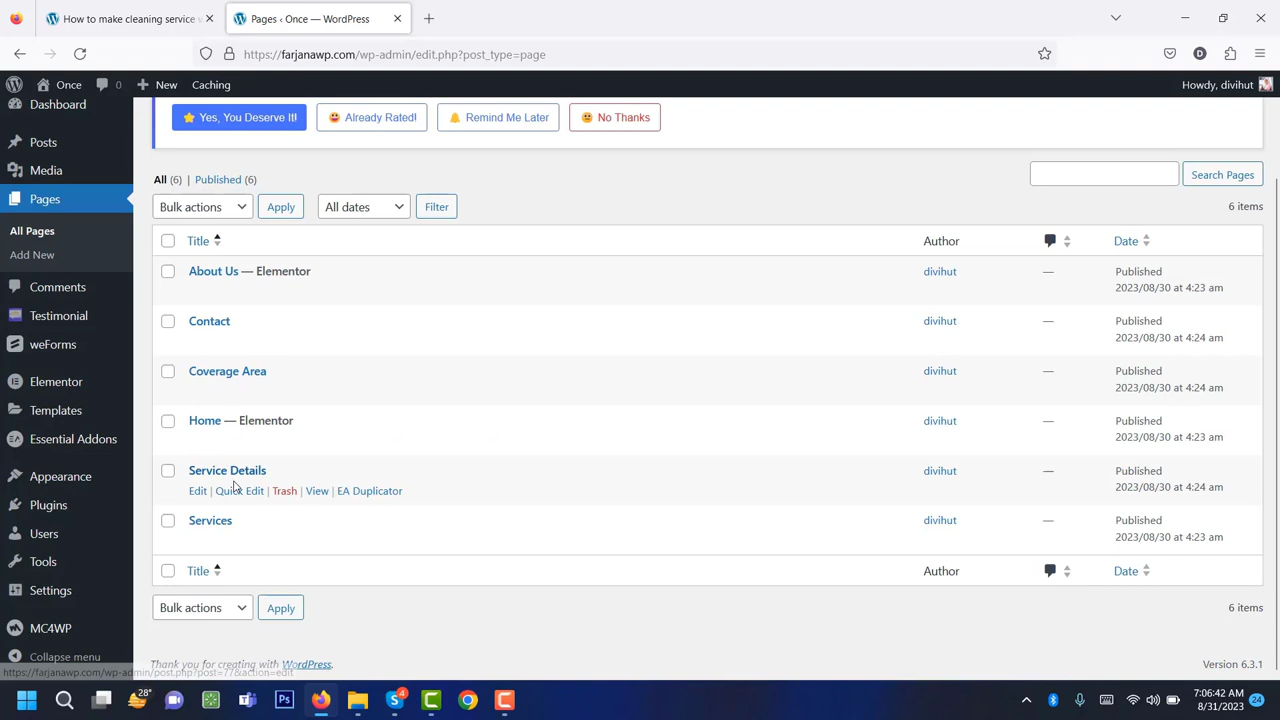 How to make cleaning service
Pages ‹ Once — WordPress
https://farjanawp.com/wp-admin/edit.php?post_type=page
D
Once
0
New
Caching
Howdy, divihut
Dashboard
Posts
Media
Pages
All Pages
Add New
Comments
Testimonial
weForms
Elementor
Templates
Essential Addons
Appearance
Plugins
Users
Tools
Settings
MC4WP
Collapse menu
Yes, You Deserve It!
Already Rated!
Remind Me Later
No Thanks
All (6) | Published (6)
Search Pages
Bulk actions
Apply
All dates
Filter
6 items
Title
Author
Date
About Us — Elementor
divihut
—
Published
2023/08/30 at 4:23 am
Contact
divihut
—
Published
2023/08/30 at 4:24 am
Coverage Area
divihut
—
Published
2023/08/30 at 4:24 am
Home — Elementor
divihut
—
Published
2023/08/30 at 4:23 am
Service Details
Edit | Quick Edit | Trash | View | EA Duplicator
divihut
—
Published
2023/08/30 at 4:24 am
Services
divihut
—
Published
2023/08/30 at 4:23 am
Title
Author
Date
Bulk actions
Apply
6 items
Thank you for creating with WordPress.
Version 6.3.1
https://farjanawp.com/wp-admin/post.php?post=77&action=edit
28°
Ps
4
7:06:42 AM
8/31/2023
24